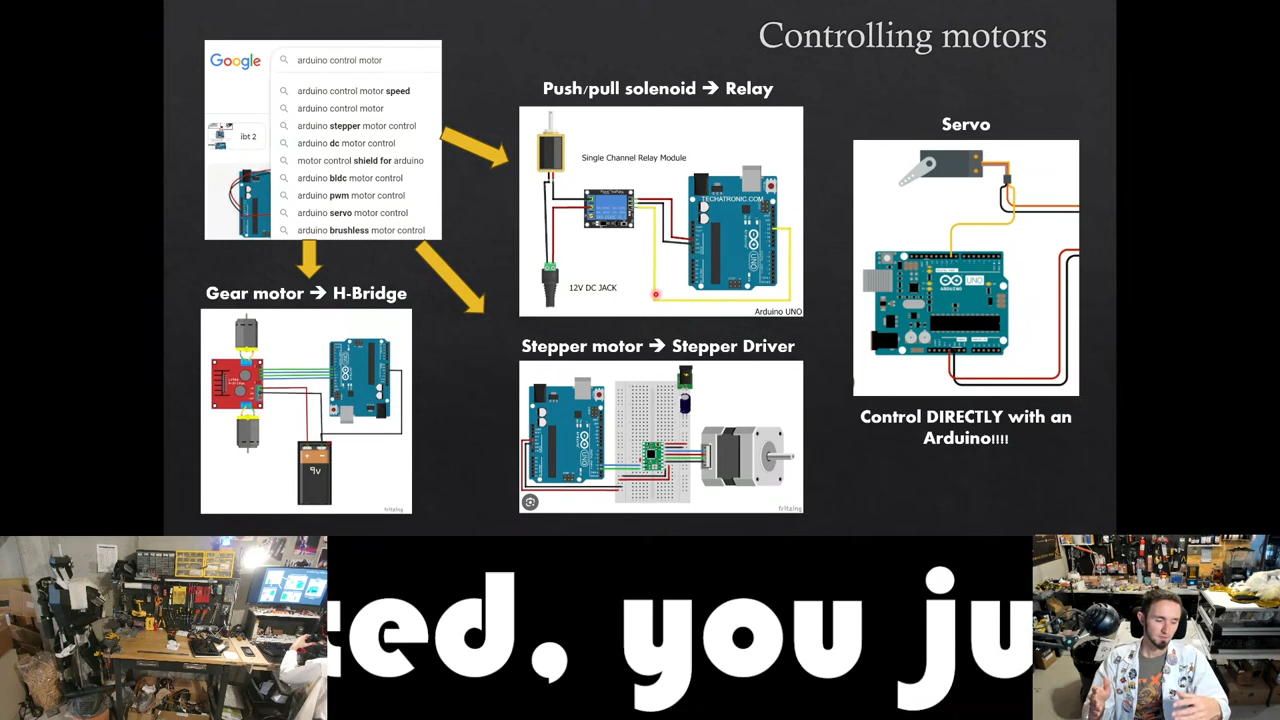 Controlling motors
Google
arduino control motor
arduino control motor speed
arduino control motor
arduino stepper motor control
arduino dc motor control
motor control shield for arduino
arduino bldc motor control
arduino pwm motor control
arduino servo motor control
arduino brushless motor control
ibt 2
Push/pull solenoid → Relay
Single Channel Relay Module
TECHATRONIC.COM
UNO
12V DC JACK
Arduino UNO
Servo
UNO
ARDUINO
Control DIRECTLY with an
Arduino!!!!
Gear motor → H-Bridge
9v
fritzing
Stepper motor → Stepper Driver
UNO
fritzing
ted, you ju